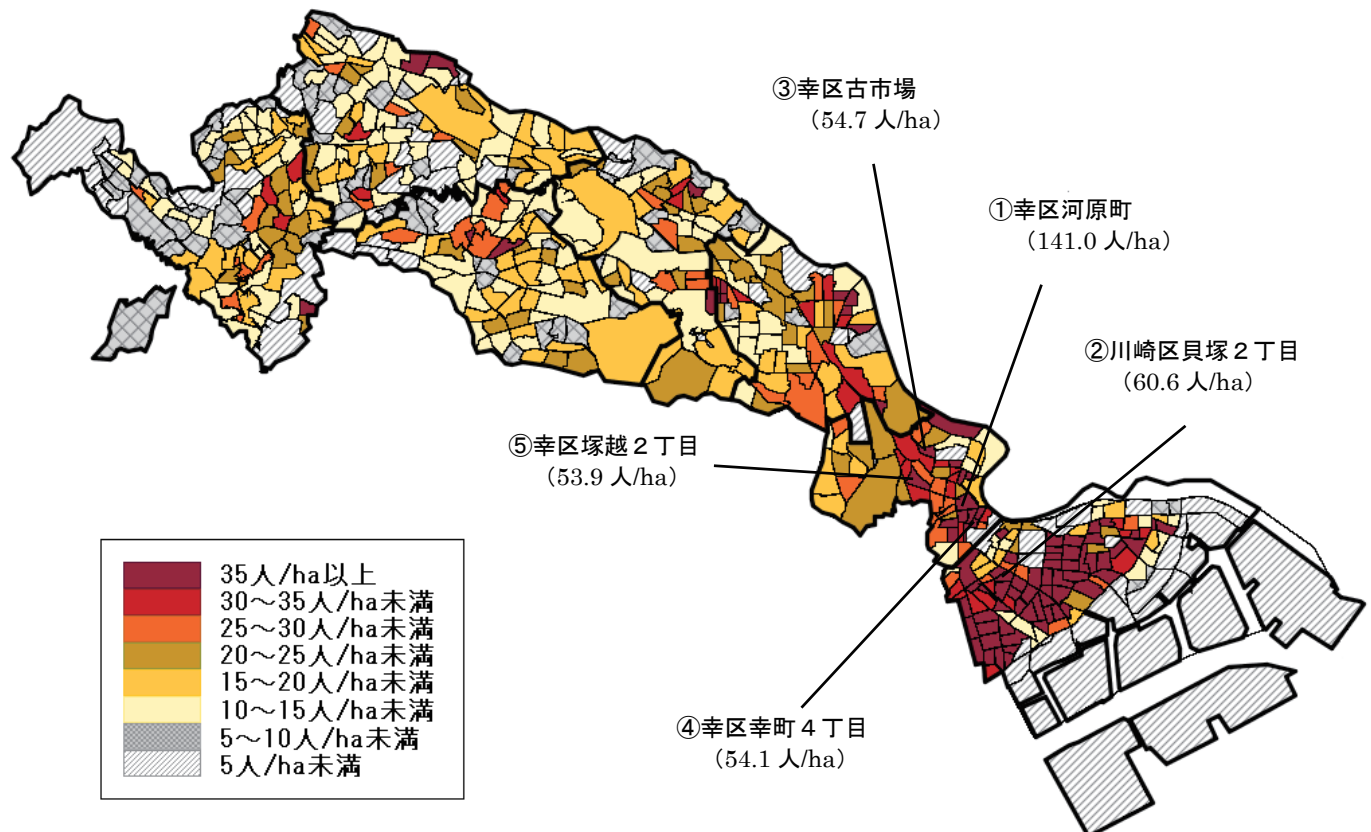 ③幸区古市場
(54.7 人/ha)
①幸区河原町
(141.0 人/ha)
②川崎区貝塚２丁目
(60.6 人/ha)
⑤幸区塚越２丁目
(53.9 人/ha)
④幸区幸町４丁目
(54.1 人/ha)
35人/ha以上
30～35人/ha未満
25～30人/ha未満
20～25人/ha未満
15～20人/ha未満
10～15人/ha未満
5～10人/ha未満
5人/ha未満